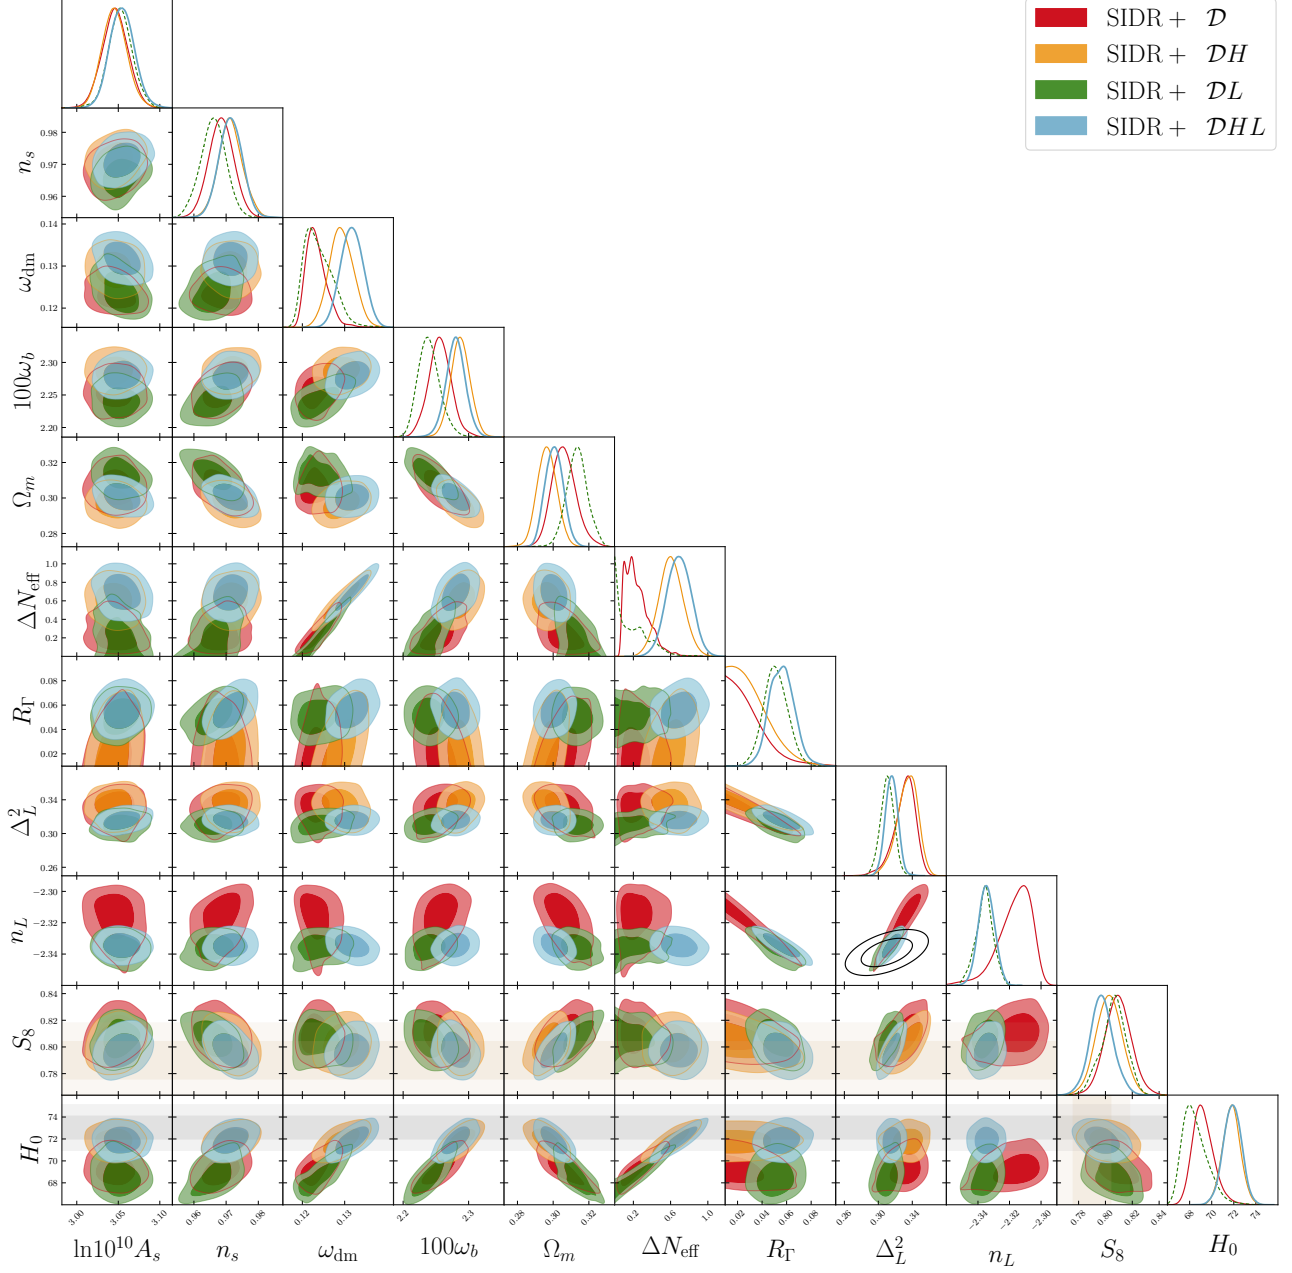 SIDR + 𝒟
SIDR + 𝒟H
SIDR + 𝒟L
SIDR + 𝒟HL
0.98
0.97
0.96
n_s
0.14
0.13
0.12
ω_dm
2.30
2.25
2.20
100ω_b
0.32
0.30
0.28
Ω_m
1.0
0.8
0.6
0.4
0.2
ΔN_eff
0.08
0.06
0.04
0.02
R_Γ
0.34
0.30
0.26
Δ²_L
−2.30
−2.32
−2.34
n_L
0.84
0.82
0.80
0.78
S_8
74
72
70
68
H_0
3.00 3.05 3.10 0.96 0.97 0.98 0.12 0.13 2.2 2.3 0.28 0.30 0.32 0.2 0.6 1.0 0.02 0.04 0.06 0.08 0.26 0.30 0.34 −2.34 −2.32 −2.30 0.78 0.80 0.82 0.84 68 70 72 74
ln10¹⁰A_s n_s ω_dm 100ω_b Ω_m ΔN_eff R_Γ Δ²_L n_L S_8 H_0